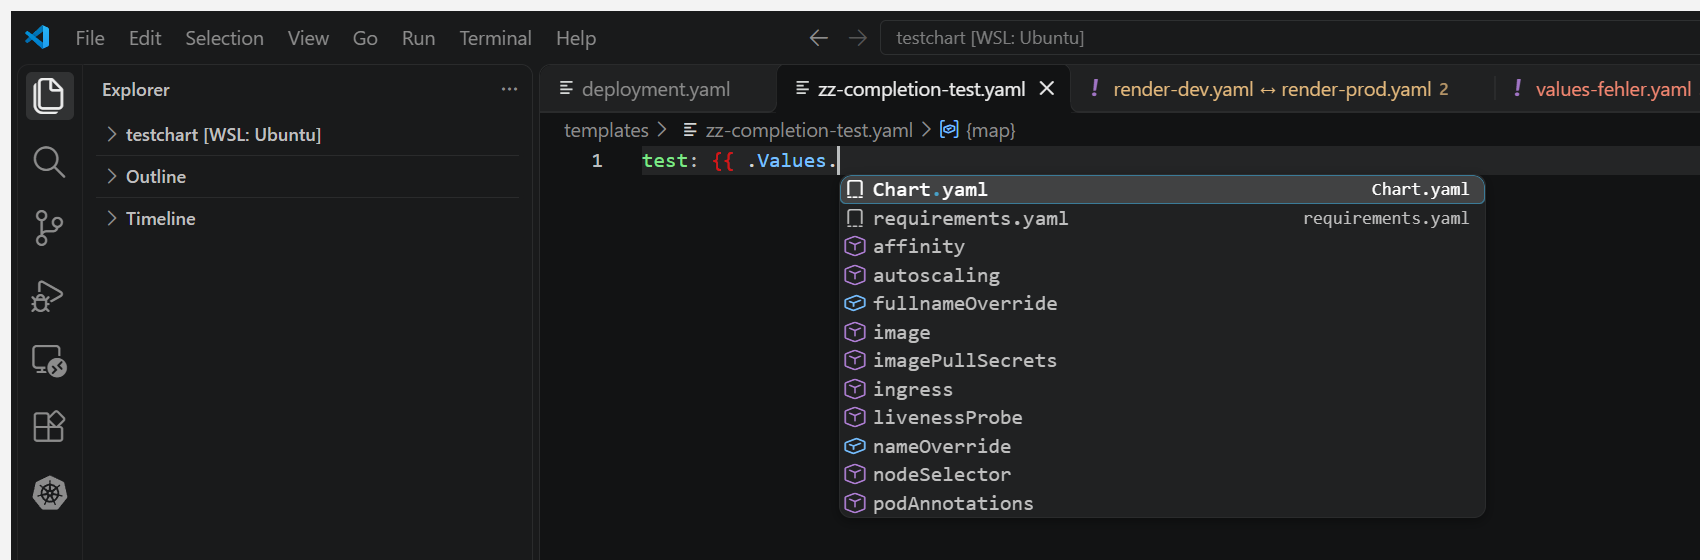 File Edit Selection View Go Run Terminal Help testchart [WSL: Ubuntu]
Explorer
testchart [WSL: Ubuntu]
Outline
Timeline
deployment.yaml zz-completion-test.yaml render-dev.yaml ↔ render-prod.yaml 2 values-fehler.yaml
templates > zz-completion-test.yaml > {map}
1 test: {{ .Values.
Chart.yaml Chart.yaml
requirements.yaml requirements.yaml
affinity
autoscaling
fullnameOverride
image
imagePullSecrets
ingress
livenessProbe
nameOverride
nodeSelector
podAnnotations